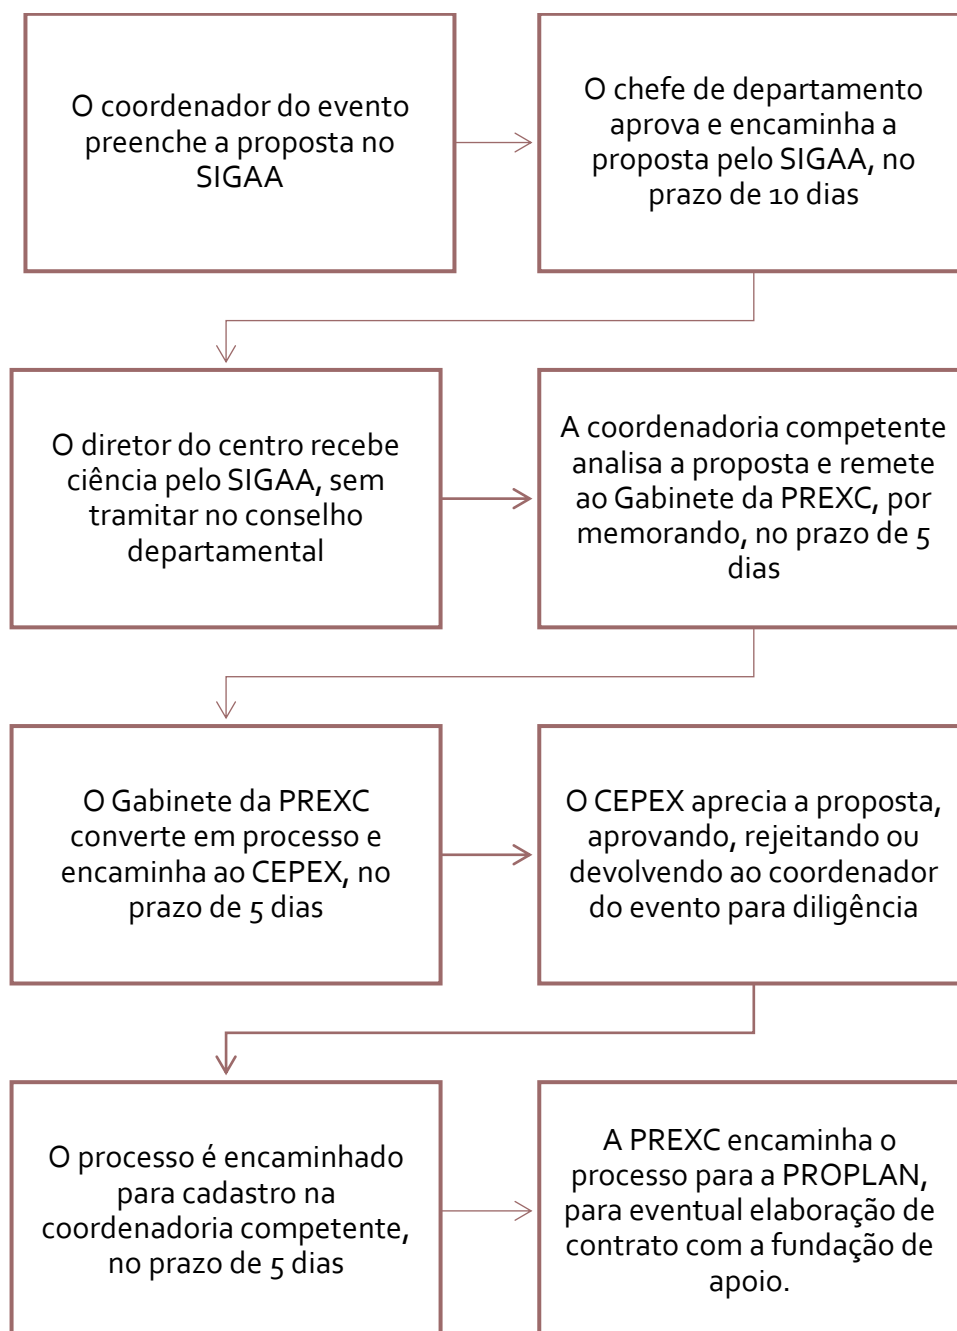 O coordenador do evento
preenche a proposta no
SIGAA
O chefe de departamento
aprova e encaminha a
proposta pelo SIGAA, no
prazo de 10 dias
O diretor do centro recebe
ciência pelo SIGAA, sem
tramitar no conselho
departamental
A coordenadoria competente
analisa a proposta e remete
ao Gabinete da PREXC, por
memorando, no prazo de 5
dias
O Gabinete da PREXC
converte em processo e
encaminha ao CEPEX, no
prazo de 5 dias
O CEPEX aprecia a proposta,
aprovando, rejeitando ou
devolvendo ao coordenador
do evento para diligência
O processo é encaminhado
para cadastro na
coordenadoria competente,
no prazo de 5 dias
A PREXC encaminha o
processo para a PROPLAN,
para eventual elaboração de
contrato com a fundação de
apoio.